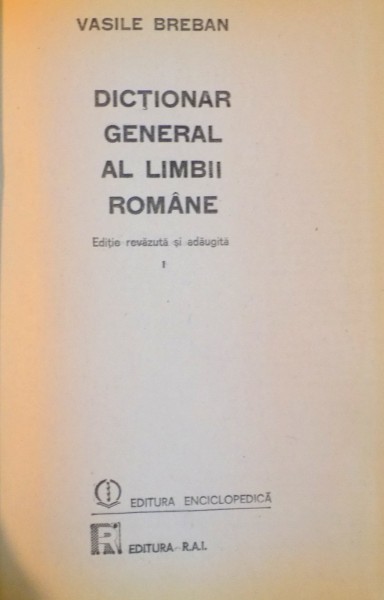 VASILE BREBAN
DICȚIONAR
GENERAL
AL LIMBII
ROMÂNE
Ediție revăzută și adăugită
I
EDITURA ENCICLOPEDICĂ
EDITURA R.A.I.